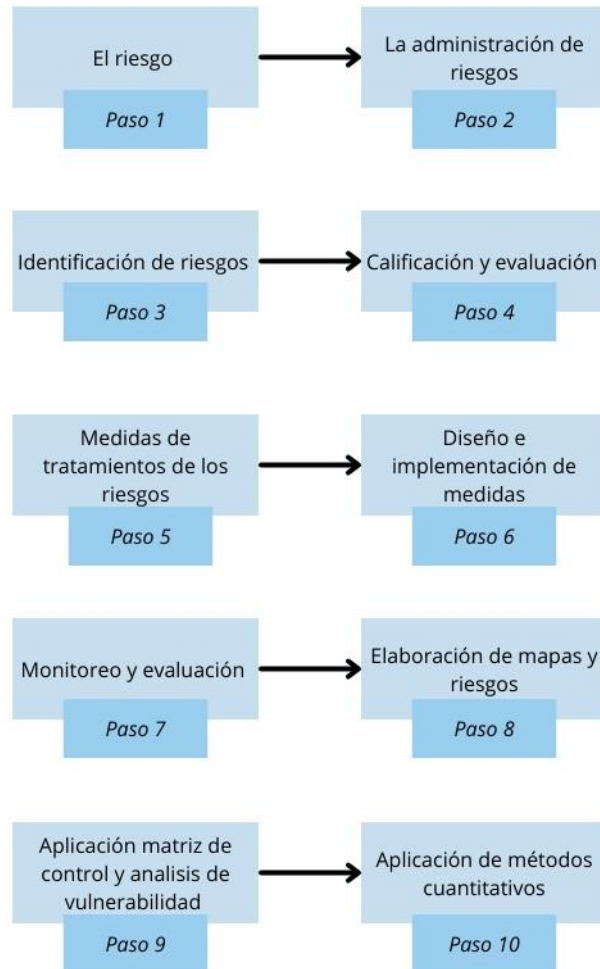 El riesgo
Paso 1
La administración de
riesgos
Paso 2
Identificación de riesgos
Paso 3
Calificación y evaluación
Paso 4
Medidas de
tratamientos de los
riesgos
Paso 5
Diseño e
implementación de
medidas
Paso 6
Monitoreo y evaluación
Paso 7
Elaboración de mapas y
riesgos
Paso 8
Aplicación matriz de
control y analisis de
vulnerabilidad
Paso 9
Aplicación de métodos
cuantitativos
Paso 10